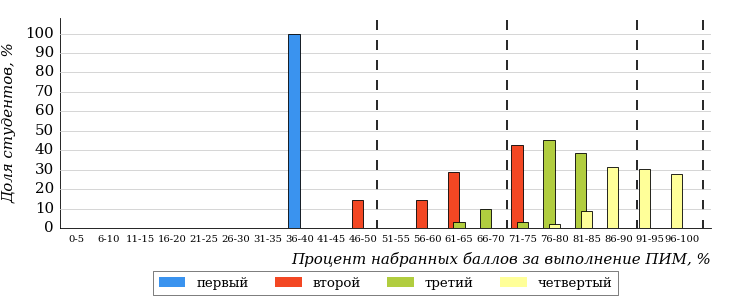 Доля студентов, %
100
90
80
70
60
50
40
30
20
10
0
0-5 6-10 11-15 16-20 21-25 26-30 31-35 36-40 41-45 46-50 51-55 56-60 61-65 66-70 71-75 76-80 81-85 86-90 91-95 96-100
Процент набранных баллов за выполнение ПИМ, %
первый второй третий четвертый